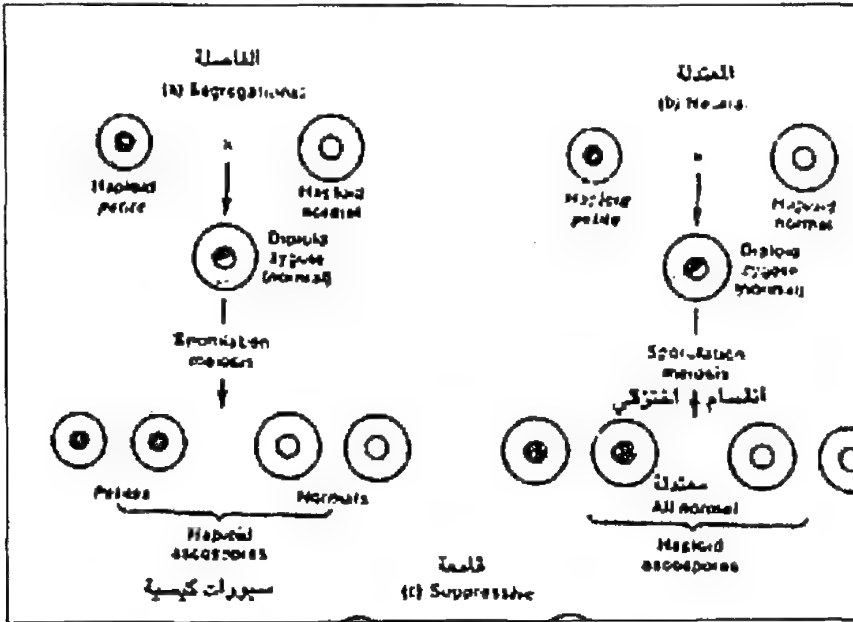 الفاصلة
(a) Segregational
x
Haploid
petite
Haploid
normal
Diploid
zygote
(normal)
Sporulation
meiosis
Petites
Normals
Haploid
ascospores
سبورات كيسية
المعتدلة
(b) Neutral
x
Haploid
petite
Haploid
normal
Diploid
zygote
(normal)
Sporulation
meiosis
انقسام اختزالي
معتدلة
All normal
Haploid
ascospores
قامعة
(c) Suppressive